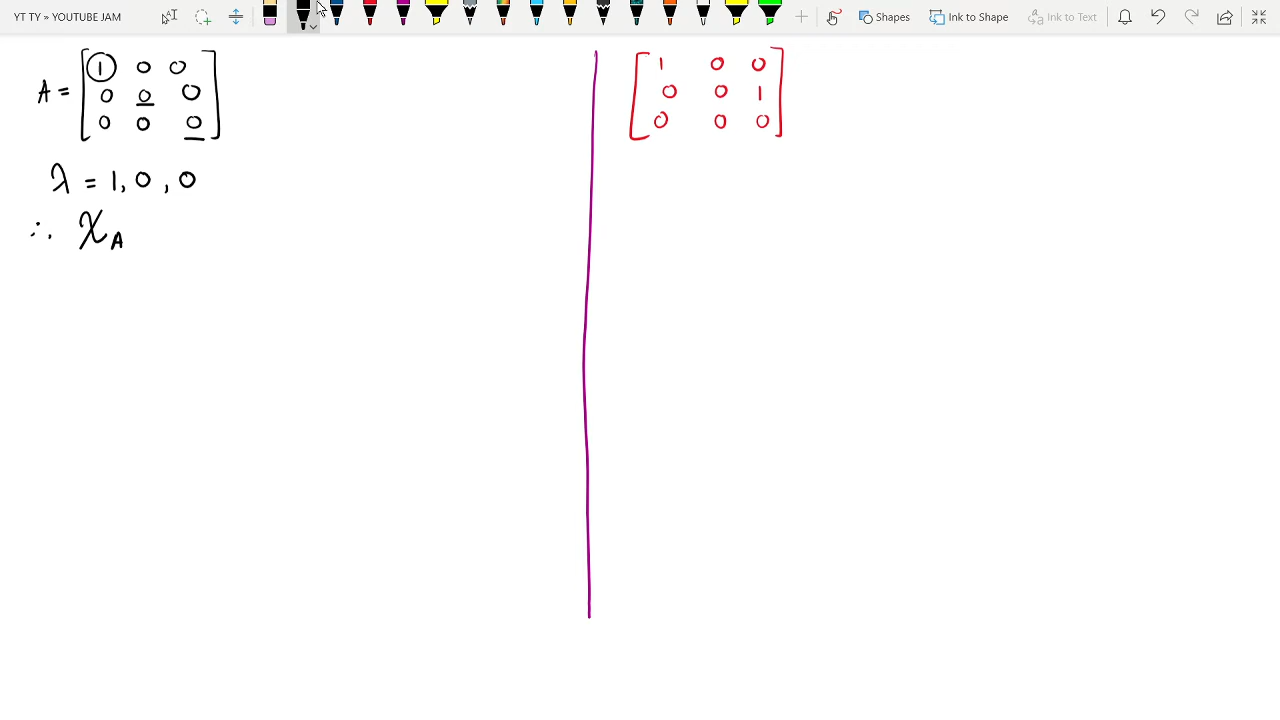 YT TY » YOUTUBE JAM
Shapes
Ink to Shape
Ink to Text
A = [1 0 0
0 0 0
0 0 0]
λ = 1, 0, 0
∴ χ_A
[1 0 0
0 0 1
0 0 0]